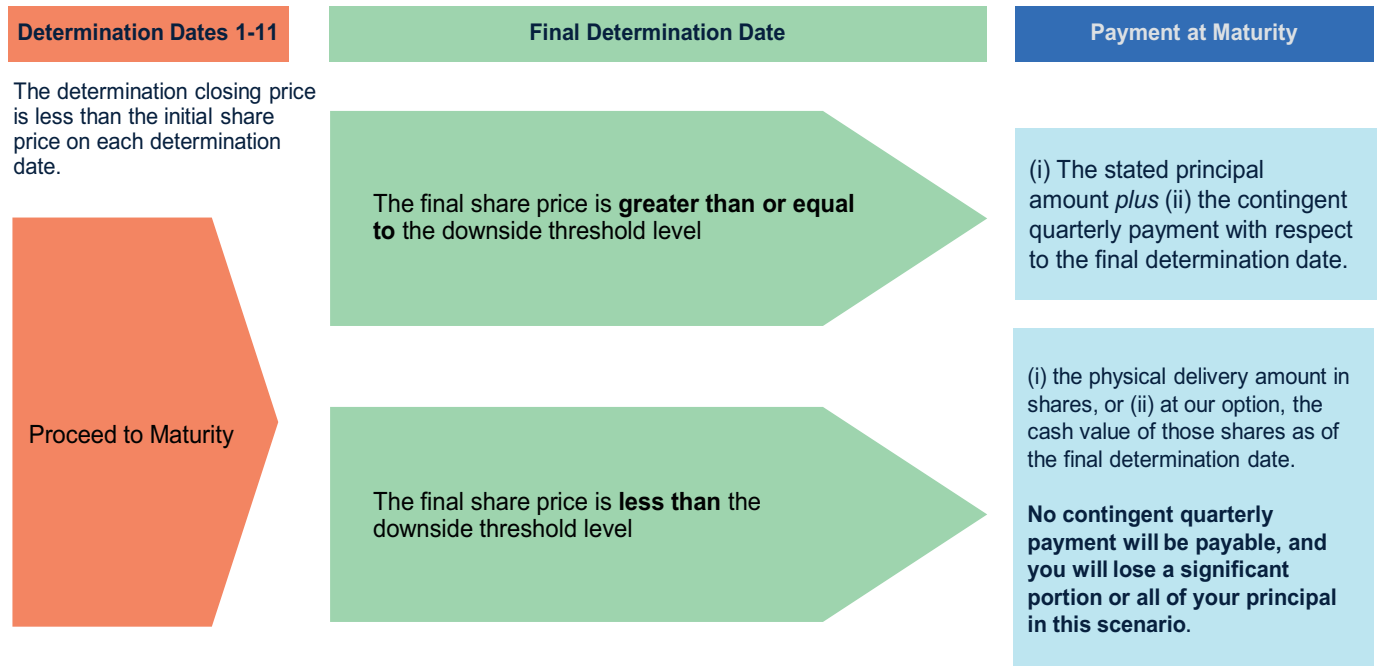 Determination Dates 1-11
The determination closing price
is less than the initial share
price on each determination
date.
Proceed to Maturity
Final Determination Date
The final share price is greater than or equal
to the downside threshold level
The final share price is less than the
downside threshold level
Payment at Maturity
(i) The stated principal
amount plus (ii) the contingent
quarterly payment with respect
to the final determination date.
(i) the physical delivery amount in
shares, or (ii) at our option, the
cash value of those shares as of
the final determination date.
No contingent quarterly
payment will be payable, and
you will lose a significant
portion or all of your principal
in this scenario.